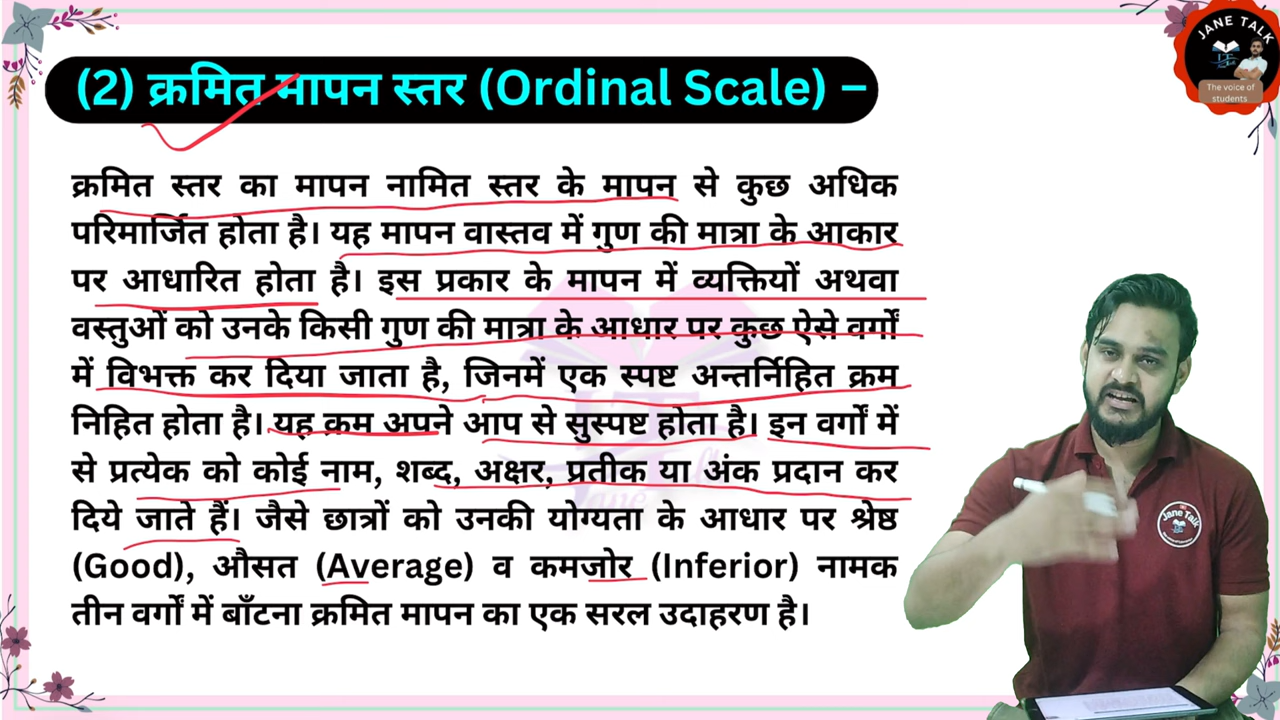 (2) क्रमित मापन स्तर (Ordinal Scale) –
क्रमित स्तर का मापन नामित स्तर के मापन से कुछ अधिक
परिमार्जित होता है। यह मापन वास्तव में गुण की मात्रा के आकार
पर आधारित होता है। इस प्रकार के मापन में व्यक्तियों अथवा
वस्तुओं को उनके किसी गुण की मात्रा के आधार पर कुछ ऐसे वर्गों
में विभक्त कर दिया जाता है, जिनमें एक स्पष्ट अन्तर्निहित क्रम
निहित होता है। यह क्रम अपने आप से सुस्पष्ट होता है। इन वर्गों में
से प्रत्येक को कोई नाम, शब्द, अक्षर, प्रतीक या अंक प्रदान कर
दिये जाते हैं। जैसे छात्रों को उनकी योग्यता के आधार पर श्रेष्ठ
(Good), औसत (Average) व कमजोर (Inferior) नामक
तीन वर्गों में बाँटना क्रमित मापन का एक सरल उदाहरण है।
JANE TALK
The voice of
students
Jane Talk